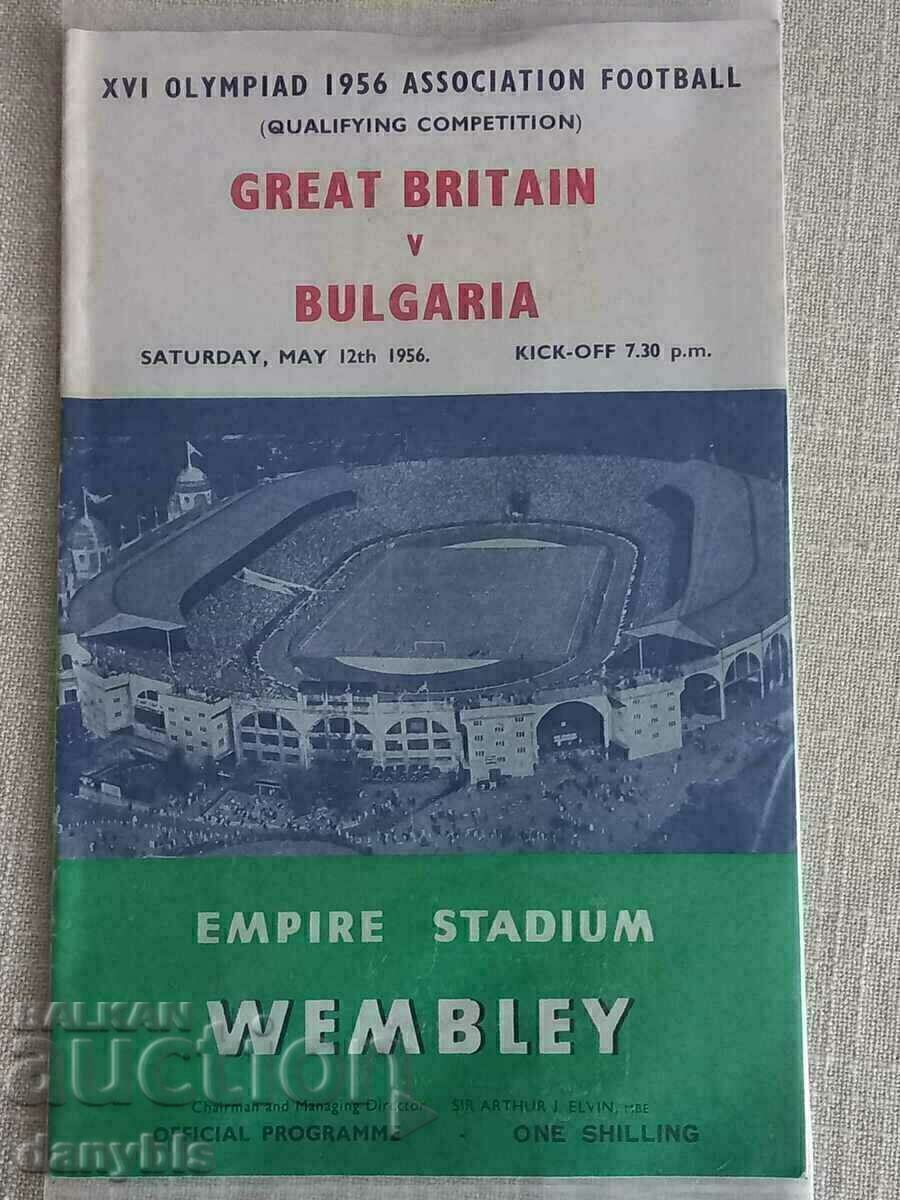 XVI OLYMPIAD 1956 ASSOCIATION FOOTBALL
(QUALIFYING COMPETITION)
GREAT BRITAIN
V
BULGARIA
SATURDAY, MAY 12th 1956. KICK-OFF 7.30 p.m.
EMPIRE STADIUM
WEMBLEY
Chairman and Managing Director SIR ARTHUR J. ELVIN, MBE
OFFICIAL PROGRAMME - ONE SHILLING
BALKAN
auction
danybls